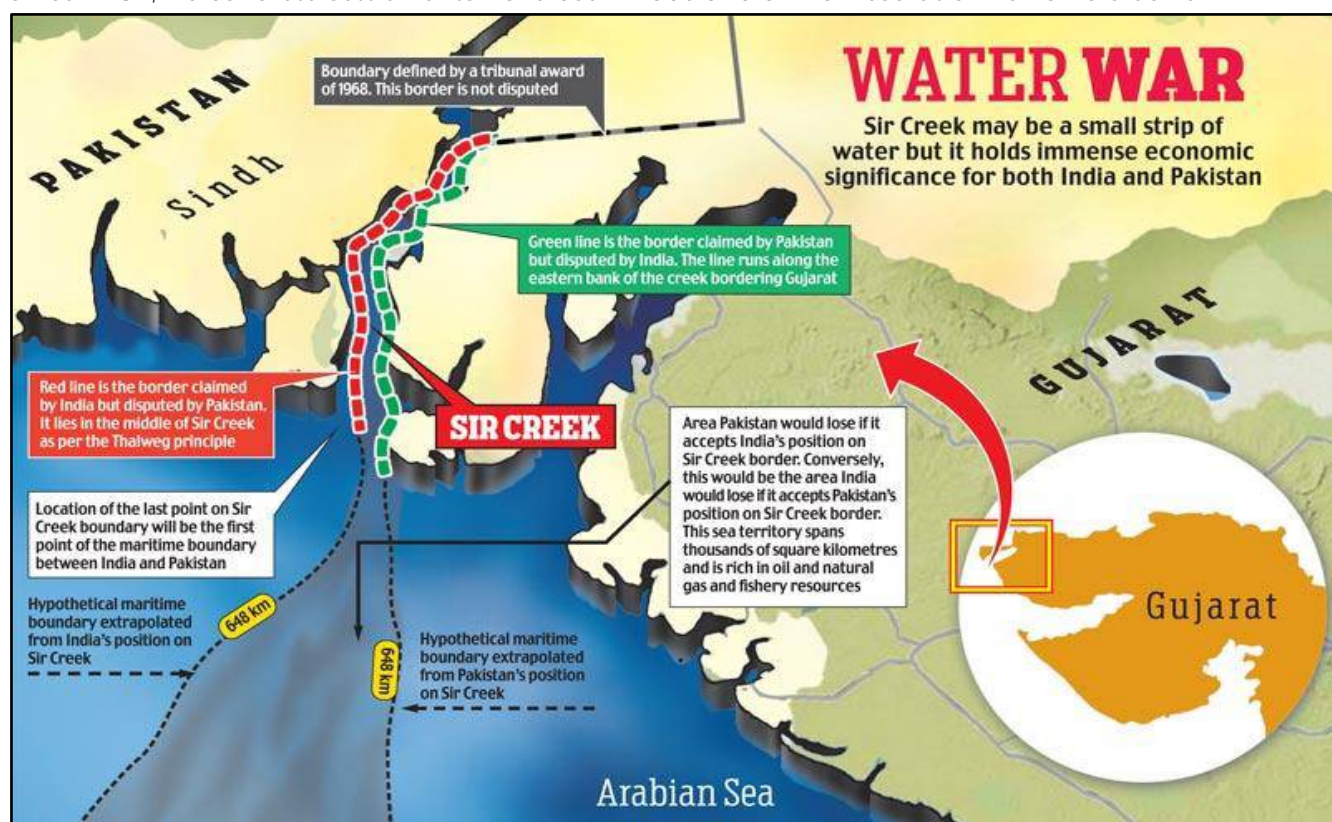 WATER WAR
Sir Creek may be a small strip of
water but it holds immense economic
significance for both India and Pakistan
PAKISTAN
Sindh
Boundary defined by a tribunal award
of 1968. This border is not disputed
Green line is the border claimed by Pakistan
but disputed by India. The line runs along the
eastern bank of the creek bordering Gujarat
GUJARAT
Red line is the border claimed
by India but disputed by Pakistan.
It lies in the middle of Sir Creek
as per the Thalweg principle
SIR CREEK
Area Pakistan would lose if it
accepts India's position on
Sir Creek border. Conversely,
this would be the area India
would lose if it accepts Pakistan's
position on Sir Creek border.
This sea territory spans
thousands of square kilometres
and is rich in oil and natural
gas and fishery resources
Location of the last point on Sir
Creek boundary will be the first
point of the maritime boundary
between India and Pakistan
Hypothetical maritime
boundary extrapolated
from India's position on
Sir Creek
648 km
648 km
Hypothetical maritime
boundary extrapolated
from Pakistan's position
on Sir Creek
Gujarat
Arabian Sea